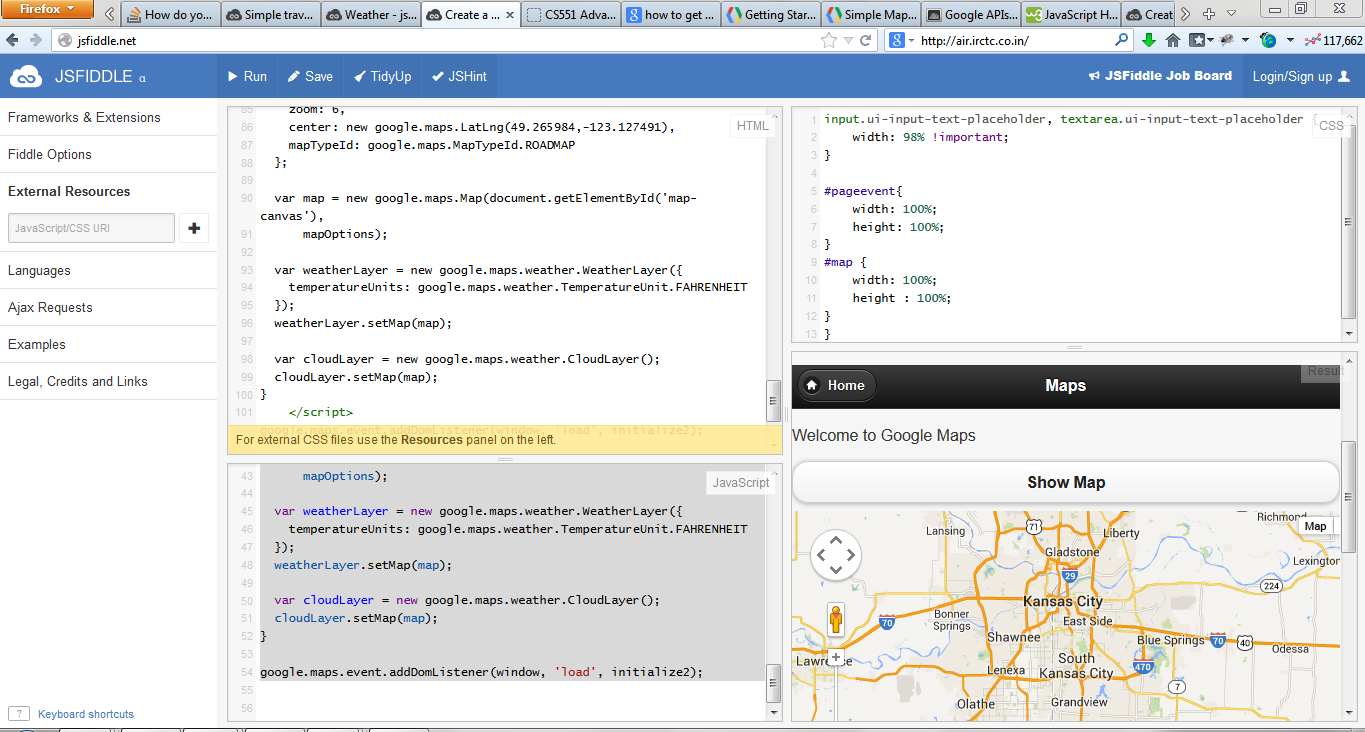 Firefox
How do yo...
Simple trav...
Weather - js...
Create a ...
CS551 Adva...
how to get ...
Getting Star...
Simple Map...
Google APIs...
JavaScript H...
Creat
jsfiddle.net
http://air.irctc.co.in/
117,662
JSFIDDLE α
Run
Save
TidyUp
JSHint
JSFiddle Job Board
Login/Sign up
Frameworks & Extensions
Fiddle Options
External Resources
JavaScript/CSS URI
Languages
Ajax Requests
Examples
Legal, Credits and Links
? Keyboard shortcuts
HTML
85 zoom: 6,
86 center: new google.maps.LatLng(49.265984,-123.127491),
87 mapTypeId: google.maps.MapTypeId.ROADMAP
88 };
89
90 var map = new google.maps.Map(document.getElementById('map-
canvas'),
91 mapOptions);
92
93 var weatherLayer = new google.maps.weather.WeatherLayer({
94 temperatureUnits: google.maps.weather.TemperatureUnit.FAHRENHEIT
95 });
96 weatherLayer.setMap(map);
97
98 var cloudLayer = new google.maps.weather.CloudLayer();
99 cloudLayer.setMap(map);
100 }
101 </script>
google.maps.event.addDomListener(window, 'load', initialize2);
For external CSS files use the Resources panel on the left.
JavaScript
43 mapOptions);
44
45 var weatherLayer = new google.maps.weather.WeatherLayer({
46 temperatureUnits: google.maps.weather.TemperatureUnit.FAHRENHEIT
47 });
48 weatherLayer.setMap(map);
49
50 var cloudLayer = new google.maps.weather.CloudLayer();
51 cloudLayer.setMap(map);
52 }
53
54 google.maps.event.addDomListener(window, 'load', initialize2);
55
56
CSS
1 input.ui-input-text-placeholder, textarea.ui-input-text-placeholder {
2 width: 98% !important;
3 }
4
5 #pageevent{
6 width: 100%;
7 height: 100%;
8 }
9 #map {
10 width: 100%;
11 height : 100%;
12 }
13 }
Result
Home
Maps
Welcome to Google Maps
Show Map
Map
Richmond
Lansing
71
Liberty
Gladstone
Lexington
29
224
Kansas City
Bonner
Springs
70
East Side
Shawnee
Blue Springs
70
40
Odessa
Lawrence
South
Kansas City
Lenexa
470
7
Olathe
Grandview